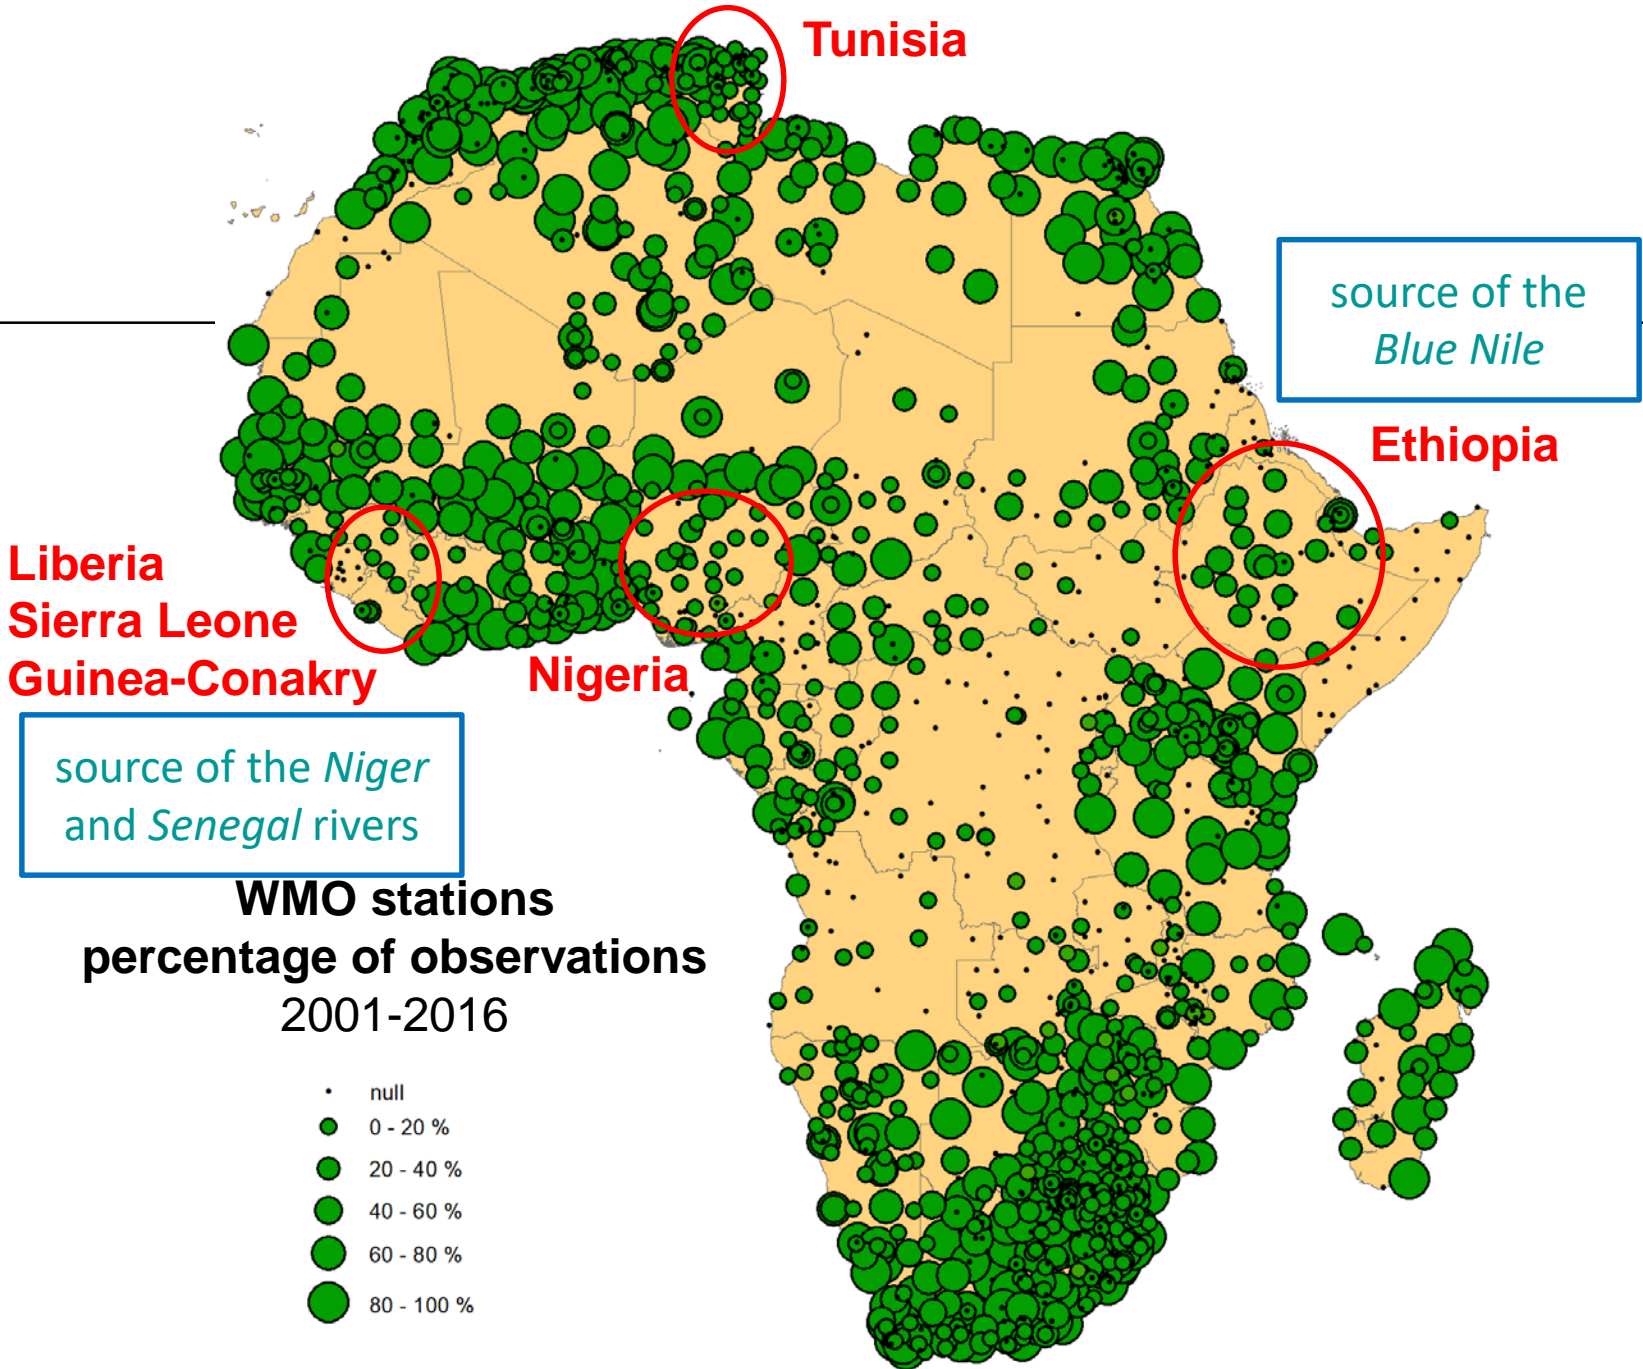 Tunisia
source of the
Blue Nile
Ethiopia
Liberia
Sierra Leone
Guinea-Conakry
Nigeria
source of the Niger
and Senegal rivers
WMO stations
percentage of observations
2001-2016
null
0 - 20 %
20 - 40 %
40 - 60 %
60 - 80 %
80 - 100 %